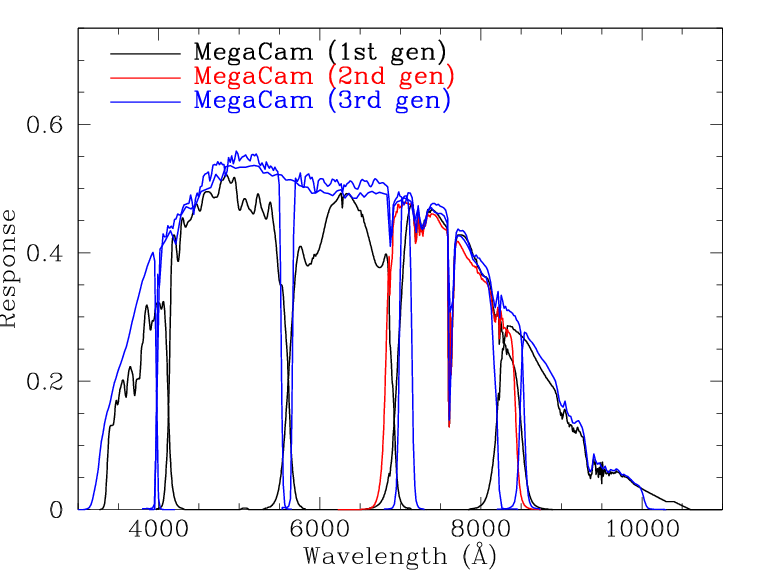 MegaCam (1st gen)
MegaCam (2nd gen)
MegaCam (3rd gen)
0.6
0.4
0.2
0
Response
4000 6000 8000 10000
Wavelength (Å)